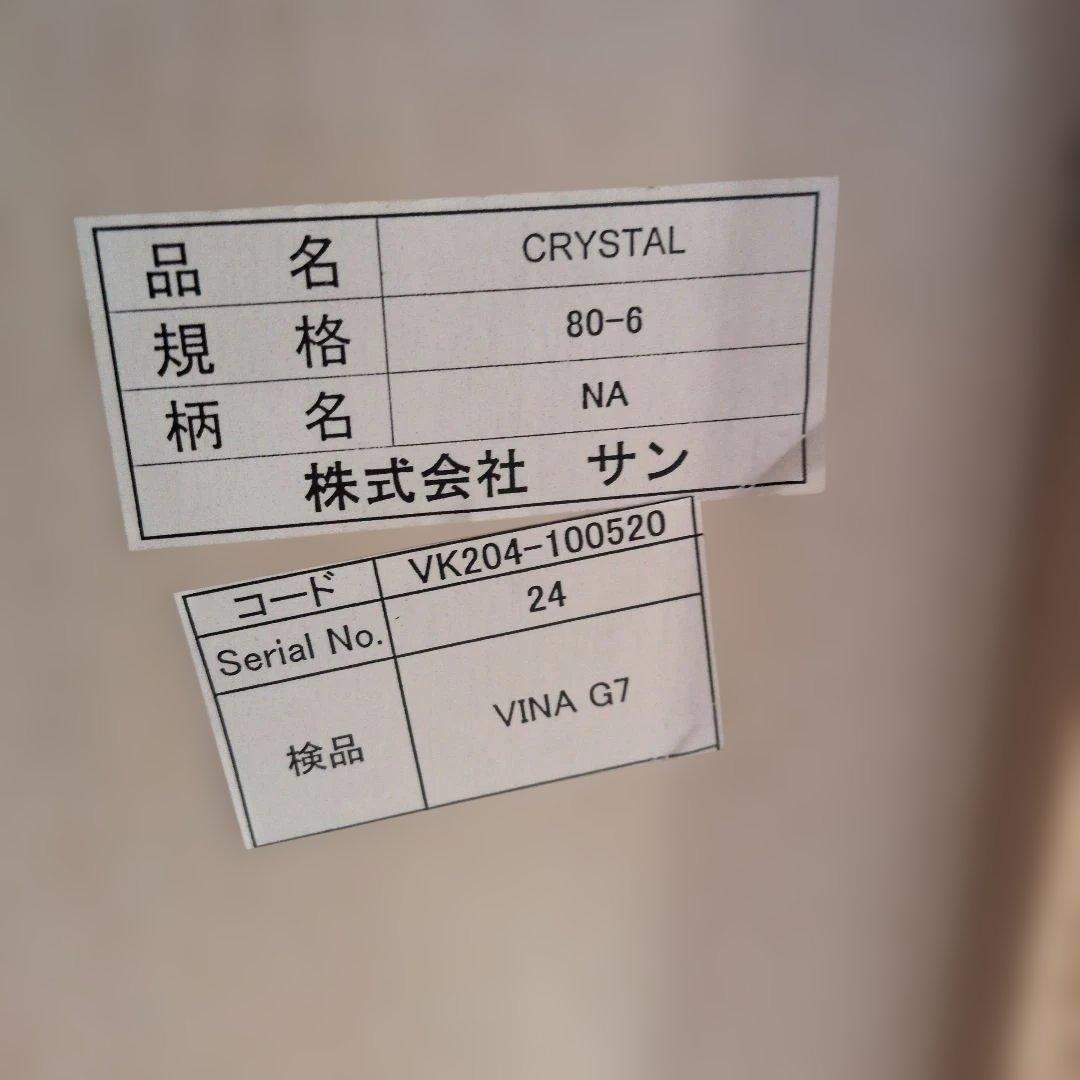 品名 CRYSTAL
規格 80-6
柄名 NA
株式会社 サン
コード VK204-100520
Serial No. 24
検品 VINA G7